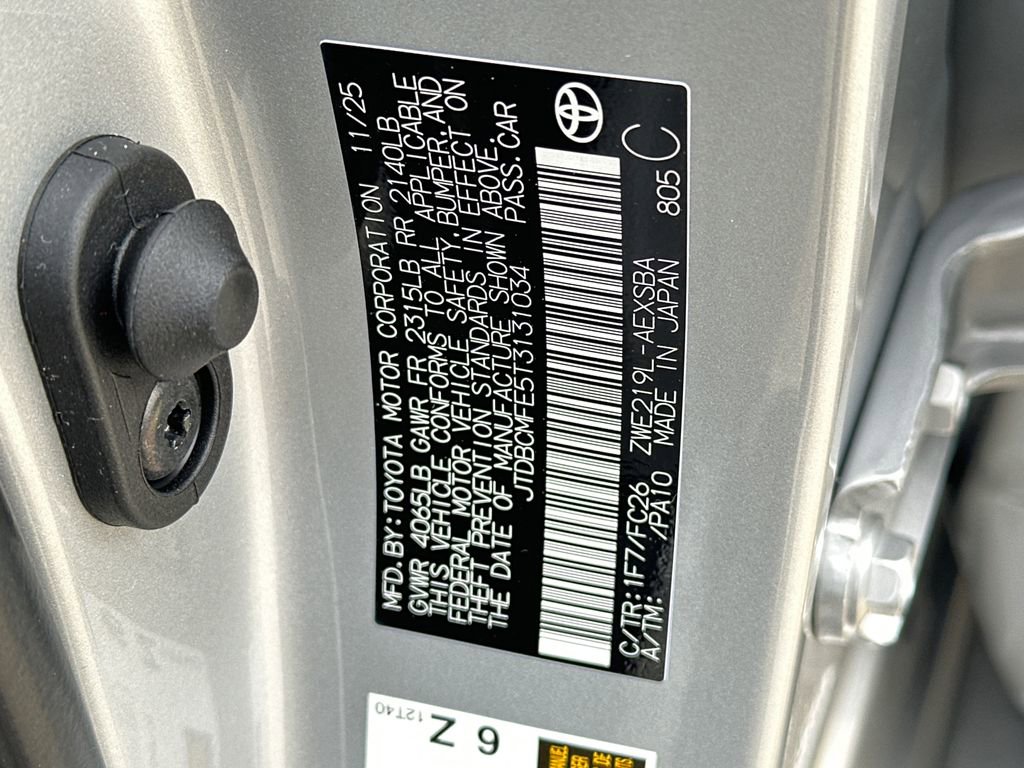 MFD. BY: TOYOTA MOTOR CORPORATION 11/25
GVWR 4065LB GAWR FR 2315LB RR 2140LB
THIS VEHICLE CONFORMS TO ALL APPLICABLE
FEDERAL MOTOR VEHICLE SAFETY, BUMPER, AND
THEFT PREVENTION STANDARDS IN EFFECT ON
THE DATE OF MANUFACTURE SHOWN ABOVE.
JTDBCMFE5T3131034 PASS. CAR
C/TR: 1F7/FC26 ZWE219L-AEXSBA 805 C
A/TM: /PA10 MADE IN JAPAN
12T40
6 Z